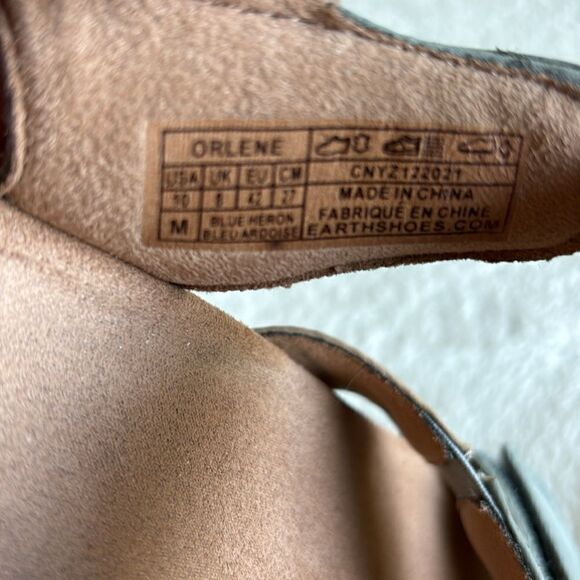 ORLENE
USA UK EU CM
10 8 42 27
M BLUE HERON
BLEU ARDOISE
CNYZ122021
MADE IN CHINA
FABRIQUÉ EN CHINE
EARTHSHOES.COM